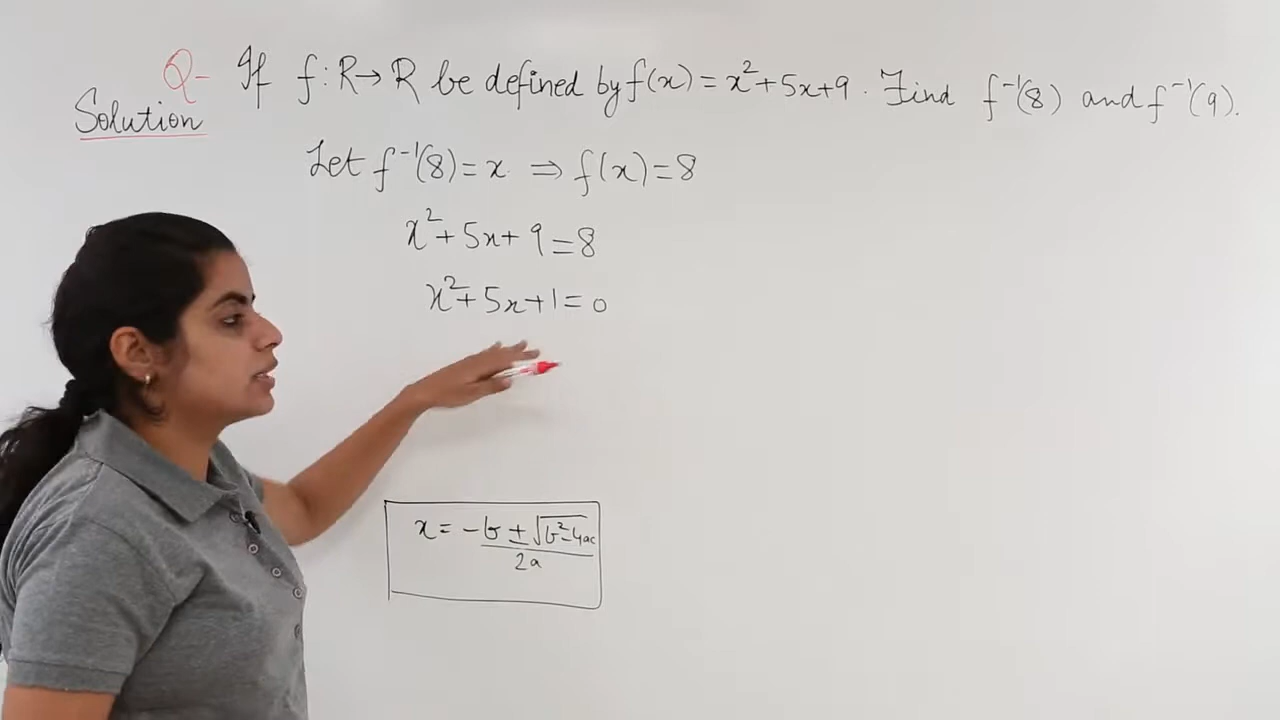 Q- If f: R→R be defined by f(x) = x²+5x+9. Find f⁻¹(8) and f⁻¹(9).
Solution
Let f⁻¹(8)=x. ⇒ f(x)=8
x²+5x+9=8
x²+5x+1=0
x = -b ± √b²-4ac / 2a